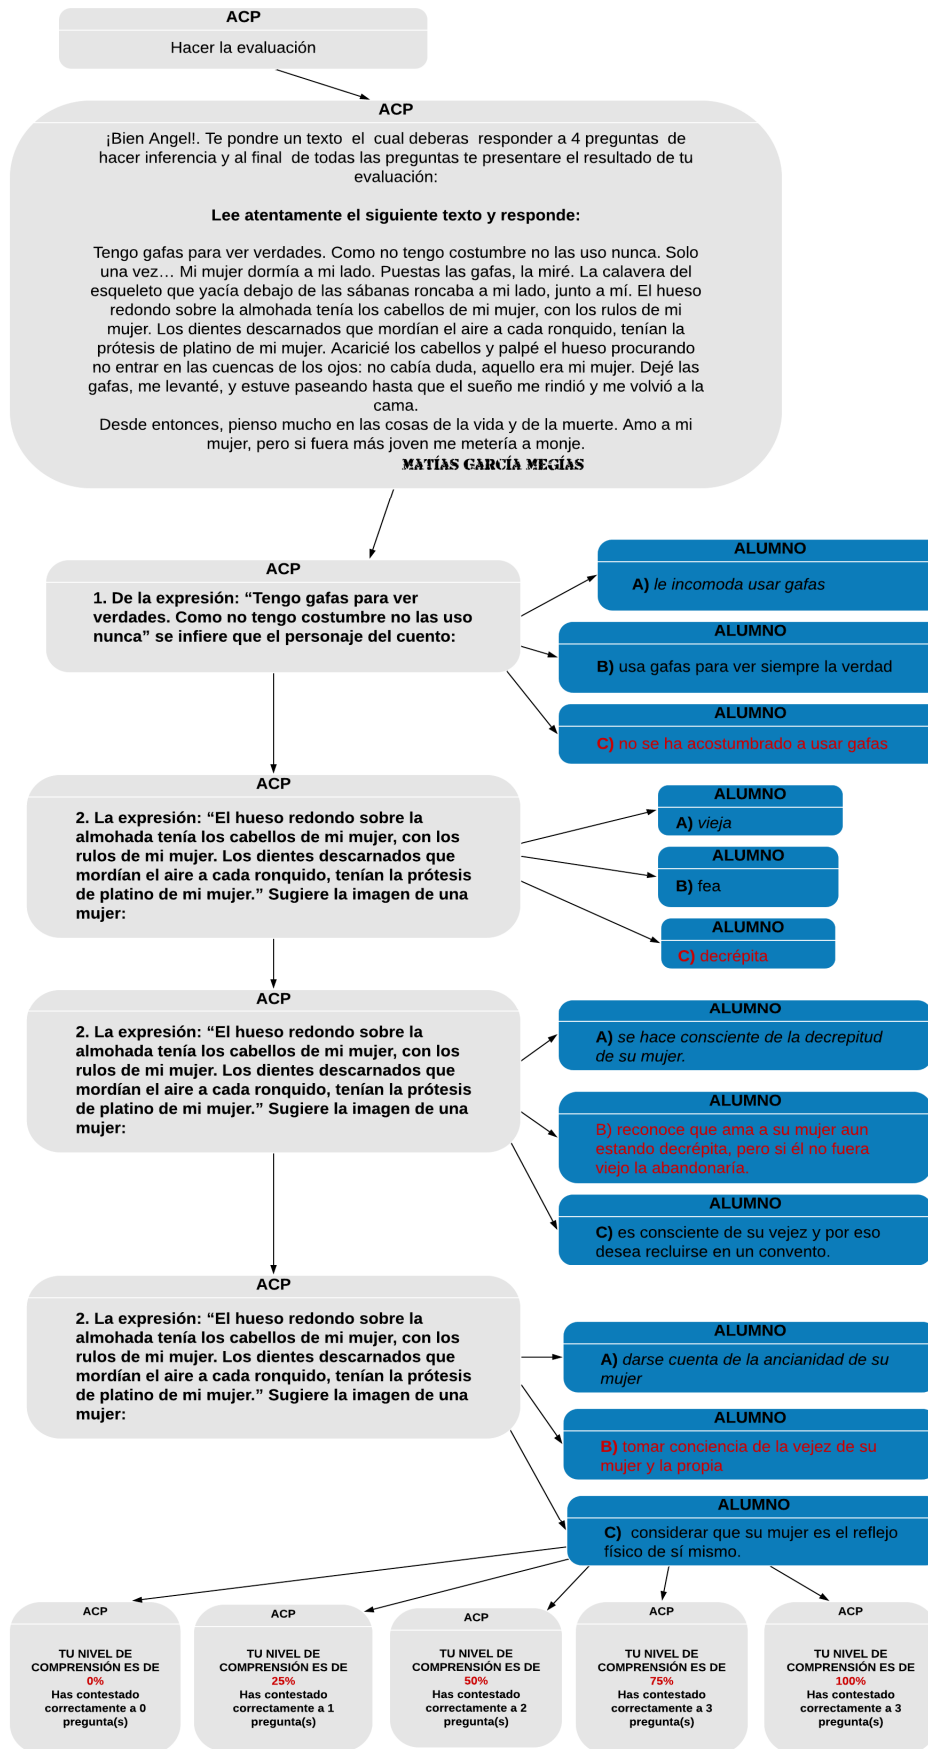 ACP
Hacer la evaluación
ACP
¡Bien Angel!. Te pondre un texto  el  cual deberas  responder a 4 preguntas  de
hacer inferencia y al final  de todas las preguntas te presentare el resultado de tu
evaluación:
Lee atentamente el siguiente texto y responde:
Tengo gafas para ver verdades. Como no tengo costumbre no las uso nunca. Solo
una vez… Mi mujer dormía a mi lado. Puestas las gafas, la miré. La calavera del
esqueleto que yacía debajo de las sábanas roncaba a mi lado, junto a mí. El hueso
redondo sobre la almohada tenía los cabellos de mi mujer, con los rulos de mi
mujer. Los dientes descarnados que mordían el aire a cada ronquido, tenían la
prótesis de platino de mi mujer. Acaricié los cabellos y palpé el hueso procurando
no entrar en las cuencas de los ojos: no cabía duda, aquello era mi mujer. Dejé las
gafas, me levanté, y estuve paseando hasta que el sueño me rindió y me volvió a la
cama.
Desde entonces, pienso mucho en las cosas de la vida y de la muerte. Amo a mi
mujer, pero si fuera más joven me metería a monje.
MATÍAS GARCÍA MEGÍAS
ACP
1. De la expresión: “Tengo gafas para ver
verdades. Como no tengo costumbre no las uso
nunca” se infiere que el personaje del cuento:
ALUMNO
A) le incomoda usar gafas
ALUMNO
B) usa gafas para ver siempre la verdad
ALUMNO
C) no se ha acostumbrado a usar gafas
ACP
2. La expresión: “El hueso redondo sobre la
almohada tenía los cabellos de mi mujer, con los
rulos de mi mujer. Los dientes descarnados que
mordían el aire a cada ronquido, tenían la prótesis
de platino de mi mujer.” Sugiere la imagen de una
mujer:
ALUMNO
A) vieja
ALUMNO
B) fea
ALUMNO
C) decrépita
ACP
2. La expresión: “El hueso redondo sobre la
almohada tenía los cabellos de mi mujer, con los
rulos de mi mujer. Los dientes descarnados que
mordían el aire a cada ronquido, tenían la prótesis
de platino de mi mujer.” Sugiere la imagen de una
mujer:
ALUMNO
A) se hace consciente de la decrepitud
de su mujer.
ALUMNO
B) reconoce que ama a su mujer aun
estando decrépita, pero si él no fuera
viejo la abandonaría.
ALUMNO
C) es consciente de su vejez y por eso
desea recluirse en un convento.
ACP
2. La expresión: “El hueso redondo sobre la
almohada tenía los cabellos de mi mujer, con los
rulos de mi mujer. Los dientes descarnados que
mordían el aire a cada ronquido, tenían la prótesis
de platino de mi mujer.” Sugiere la imagen de una
mujer:
ALUMNO
A) darse cuenta de la ancianidad de su
mujer
ALUMNO
B) tomar conciencia de la vejez de su
mujer y la propia
ALUMNO
C)  considerar que su mujer es el reflejo
físico de sí mismo.
ACP
TU NIVEL DE
COMPRENSIÓN ES DE
0%
Has contestado
correctamente a 0
pregunta(s)
ACP
TU NIVEL DE
COMPRENSIÓN ES DE
25%
Has contestado
correctamente a 1
pregunta(s)
ACP
TU NIVEL DE
COMPRENSIÓN ES DE
50%
Has contestado
correctamente a 2
pregunta(s)
ACP
TU NIVEL DE
COMPRENSIÓN ES DE
75%
Has contestado
correctamente a 3
pregunta(s)
ACP
TU NIVEL DE
COMPRENSIÓN ES DE
100%
Has contestado
correctamente a 3
pregunta(s)